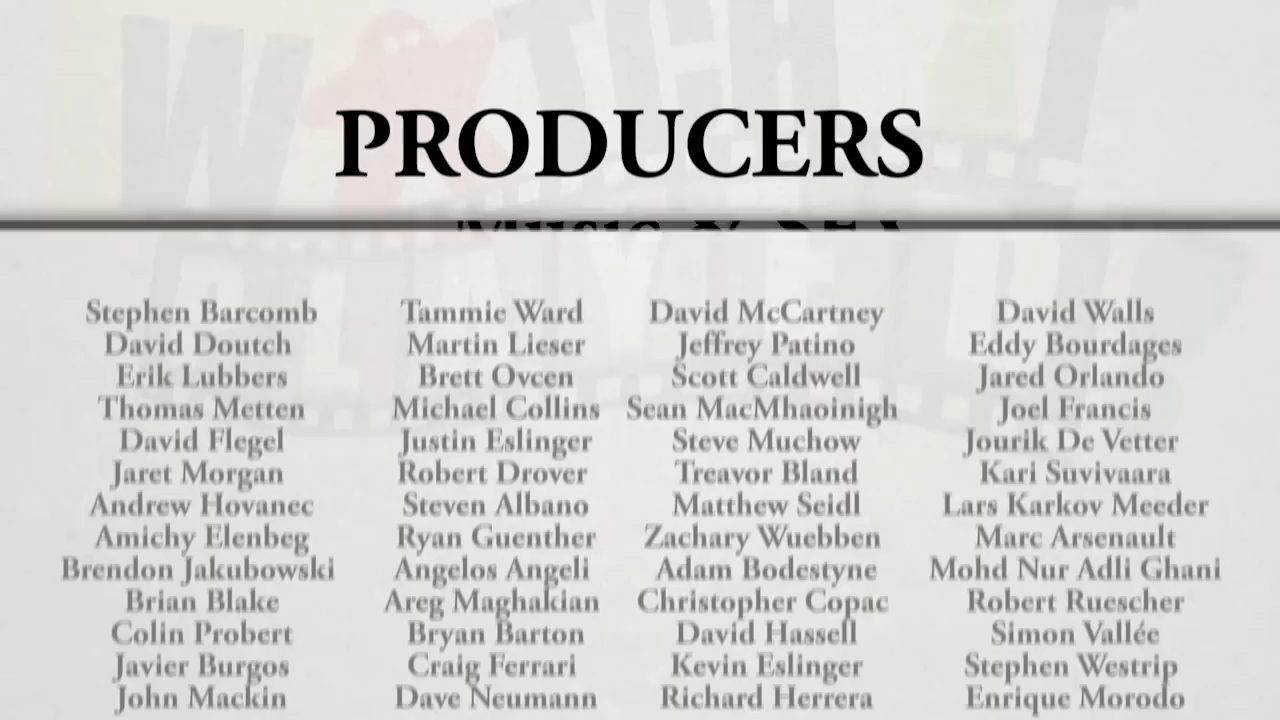 PRODUCERS
Music & SFX
Stephen Barcomb Tammie Ward David McCartney David Walls
David Doutch Martin Lieser Jeffrey Patino Eddy Bourdages
Erik Lubbers Brett Ovcen Scott Caldwell Jared Orlando
Thomas Metten Michael Collins Sean MacMhaoinigh Joel Francis
David Flegel Justin Eslinger Steve Muchow Jourik De Vetter
Jaret Morgan Robert Drover Treavor Bland Kari Suvivaara
Andrew Hovanec Steven Albano Matthew Seidl Lars Karkov Meeder
Amichy Elenbeg Ryan Guenther Zachary Wuebben Marc Arsenault
Brendon Jakubowski Angelos Angeli Adam Bodestyne Mohd Nur Adli Ghani
Brian Blake Areg Maghakian Christopher Copac Robert Ruescher
Colin Probert Bryan Barton David Hassell Simon Vallée
Javier Burgos Craig Ferrari Kevin Eslinger Stephen Westrip
John Mackin Dave Neumann Richard Herrera Enrique Morodo